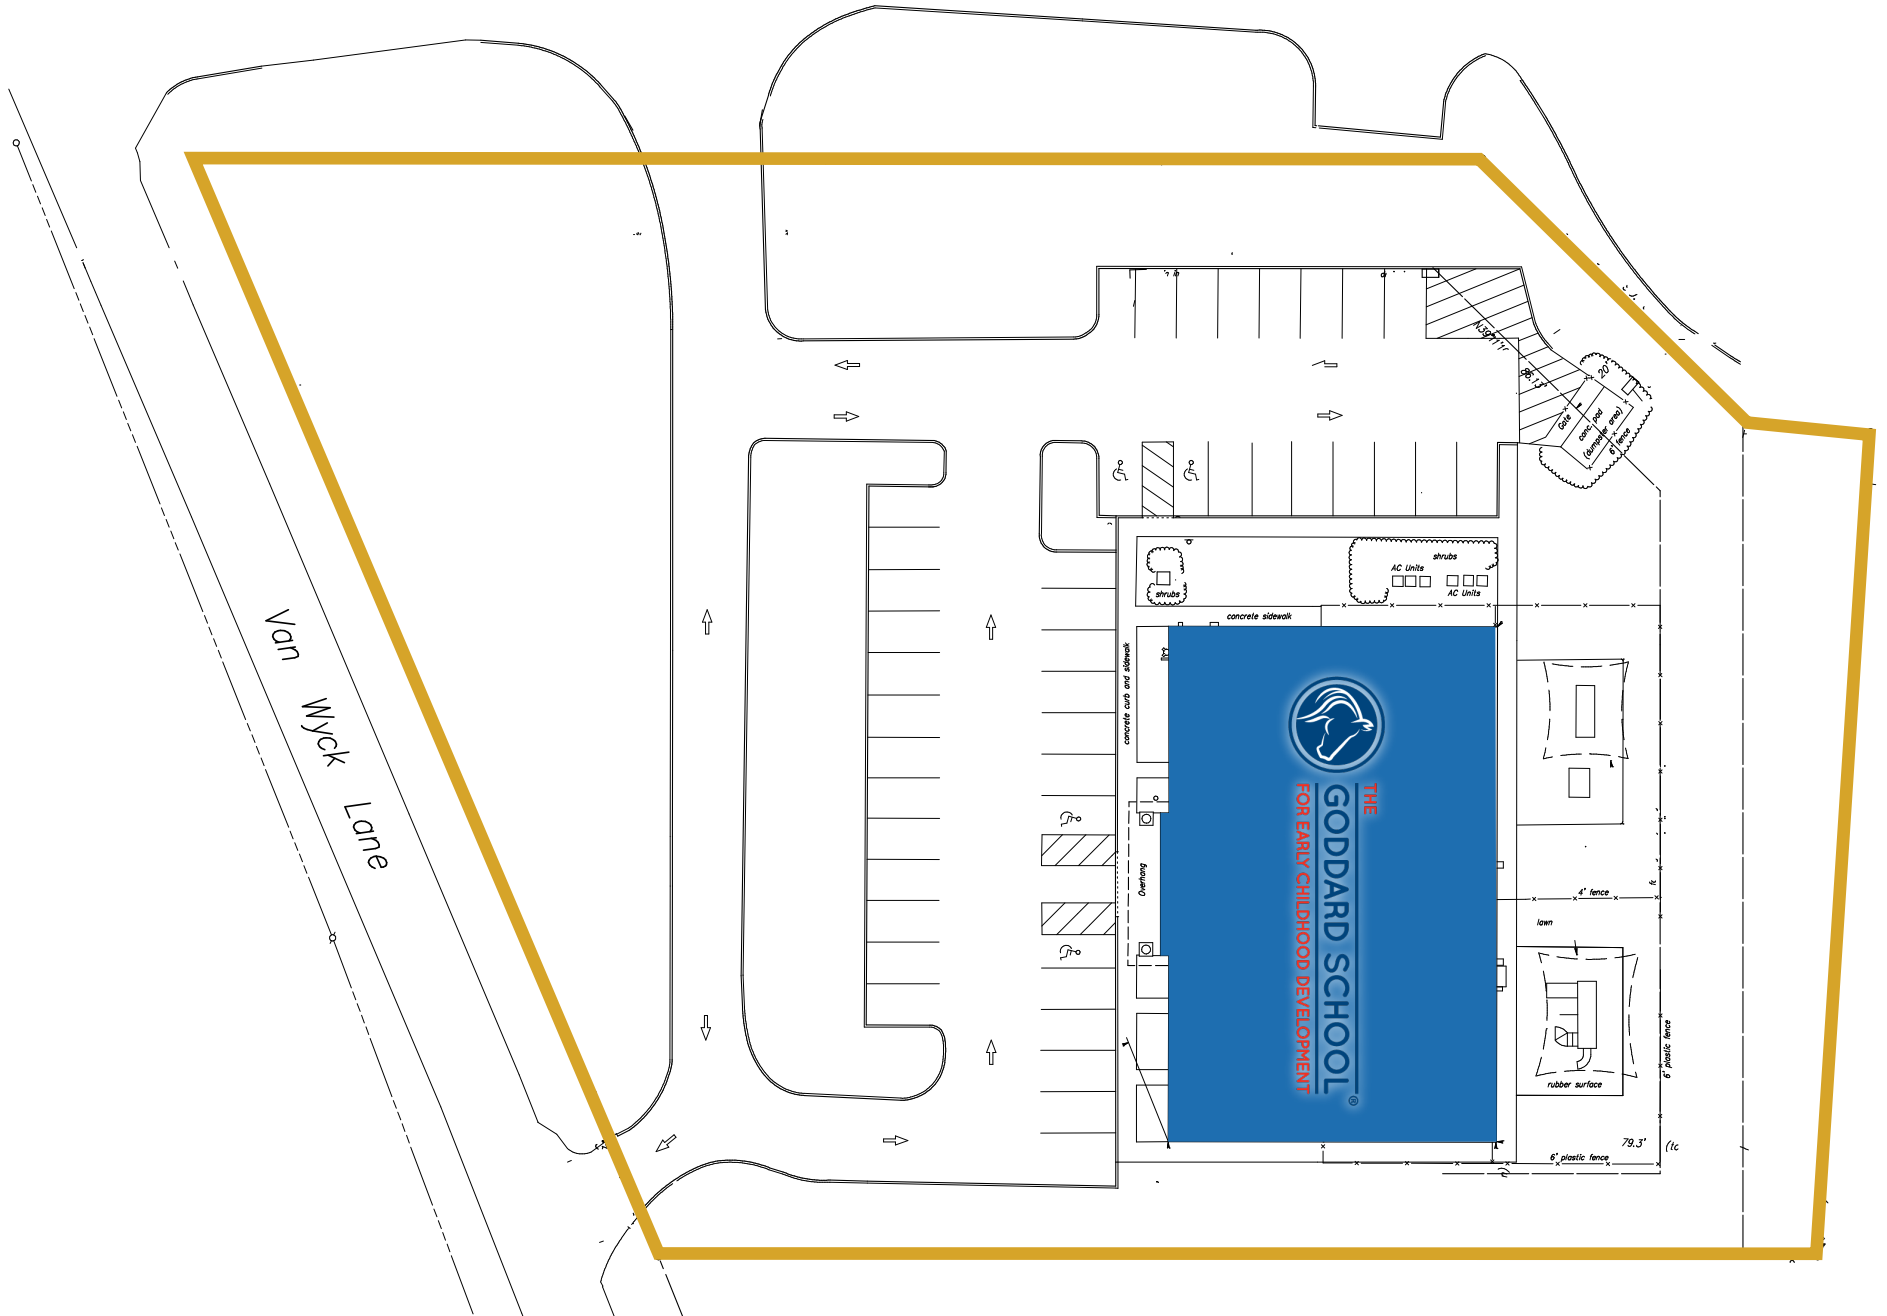 86.13'
20'
Gate
conc. pad
(dumpster area)
6' fence
shrubs
AC Units
AC Units
shrubs
concrete sidewalk
concrete curb and sidewalk
Van Wyck Lane
THE
GODDARD SCHOOL®
FOR EARLY CHILDHOOD DEVELOPMENT
Overhang
4' fence
lawn
rubber surface
6' plastic fence
79.3'
6' plastic fence